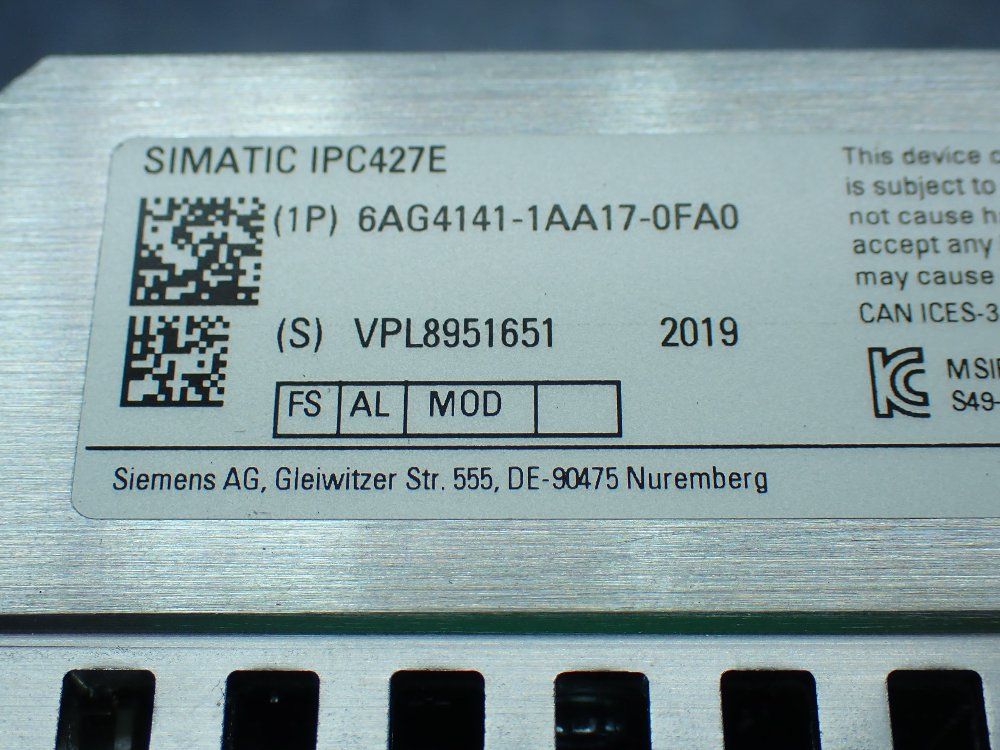 SIMATIC IPC427E
(1P) 6AG4141-1AA17-0FA0
(S) VPL8951651 2019
FS AL MOD
Siemens AG, Gleiwitzer Str. 555, DE-90475 Nuremberg
This device
is subject to
not cause
accept any
may cause
CAN ICES-3
S49-